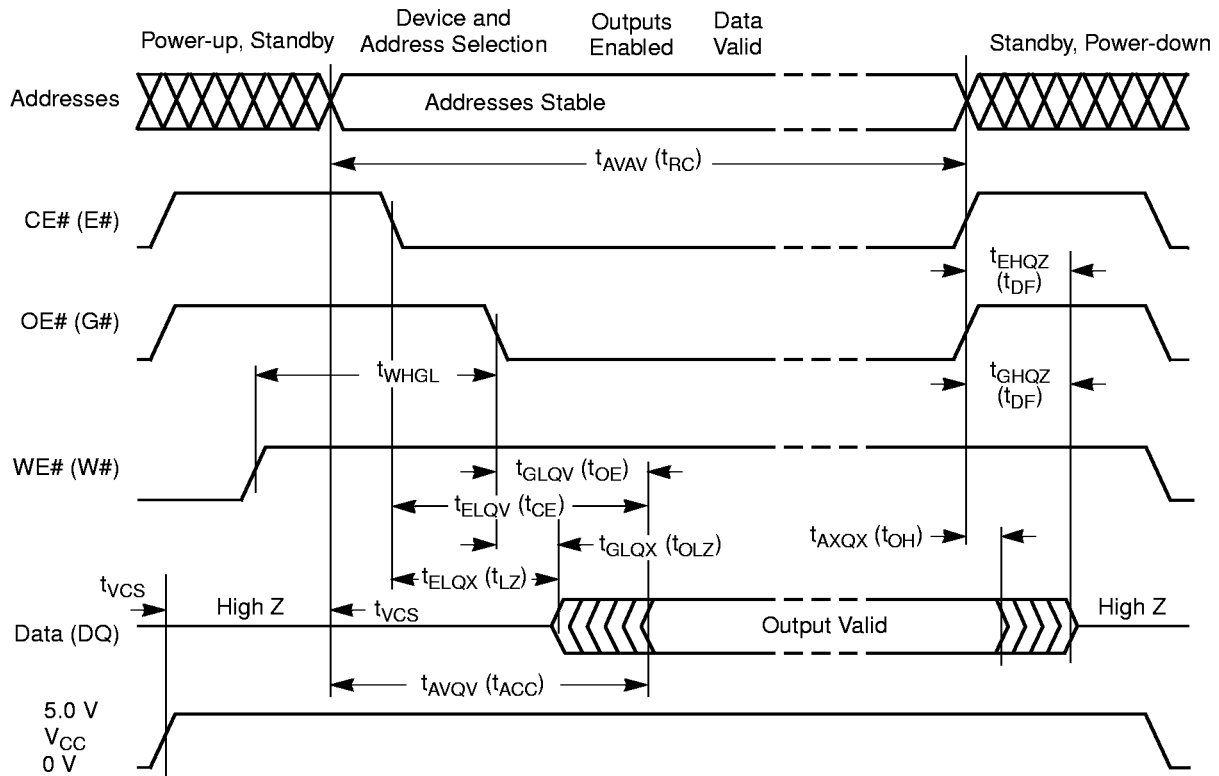 Power-up, Standby
Device and
Address Selection
Outputs
Enabled
Data
Valid
Standby, Power-down
Addresses
Addresses Stable
tAVAV (tRC)
CE# (E#)
tEHQZ
(tDF)
OE# (G#)
tWHGL
tGHQZ
(tDF)
WE# (W#)
tGLQV (tOE)
tELQV (tCE)
tGLQX (tOLZ)
tAXQX (tOH)
tELQX (tLZ)
tVCS
High Z
tVCS
High Z
Data (DQ)
Output Valid
tAVQV (tACC)
5.0 V
VCC
0 V